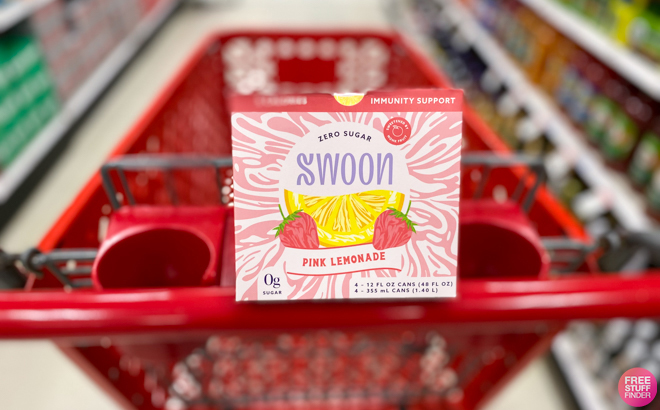 IMMUNITY SUPPORT
ZERO SUGAR
SWOON
PINK LEMONADE
0g
SUGAR
4 - 12 FL OZ CANS (48 FL OZ)
4 - 355 mL CANS (1.40 L)
FREE
STUFF
FINDER